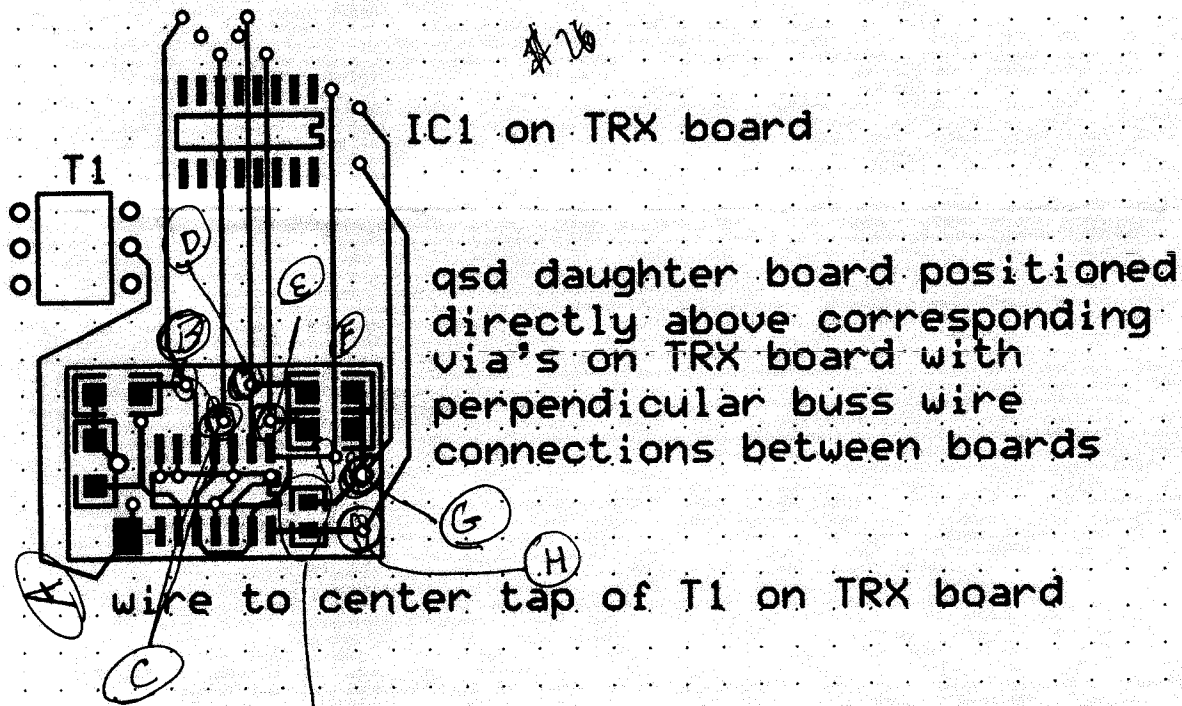 # 26
IC1 on TRX board
T1
D
E
qsd daughter board positioned
B
F
directly above corresponding
via's on TRX board with
perpendicular buss wire
connections between boards
G
H
A
wire to center tap of T1 on TRX board
C